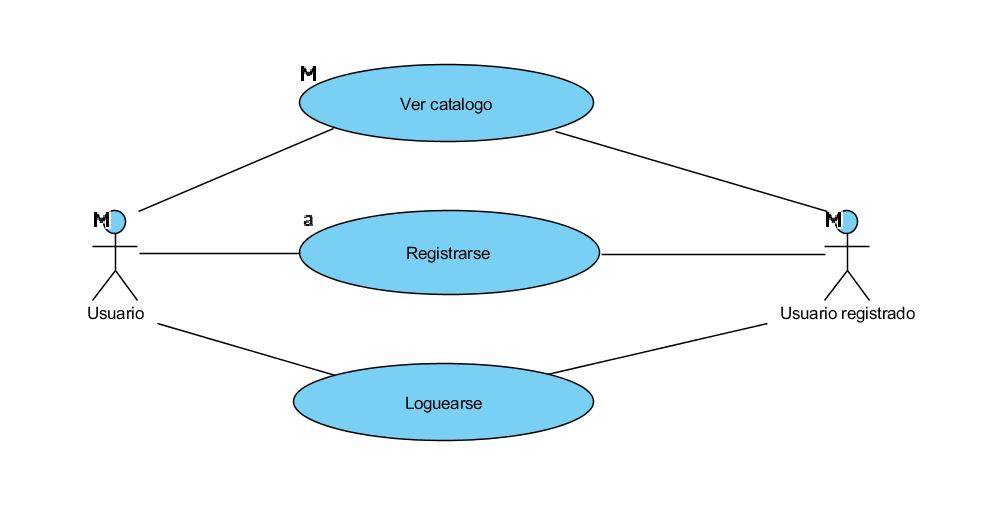 M
Ver catalogo
M
a
M
Registrarse
Usuario
Usuario registrado
Loguearse